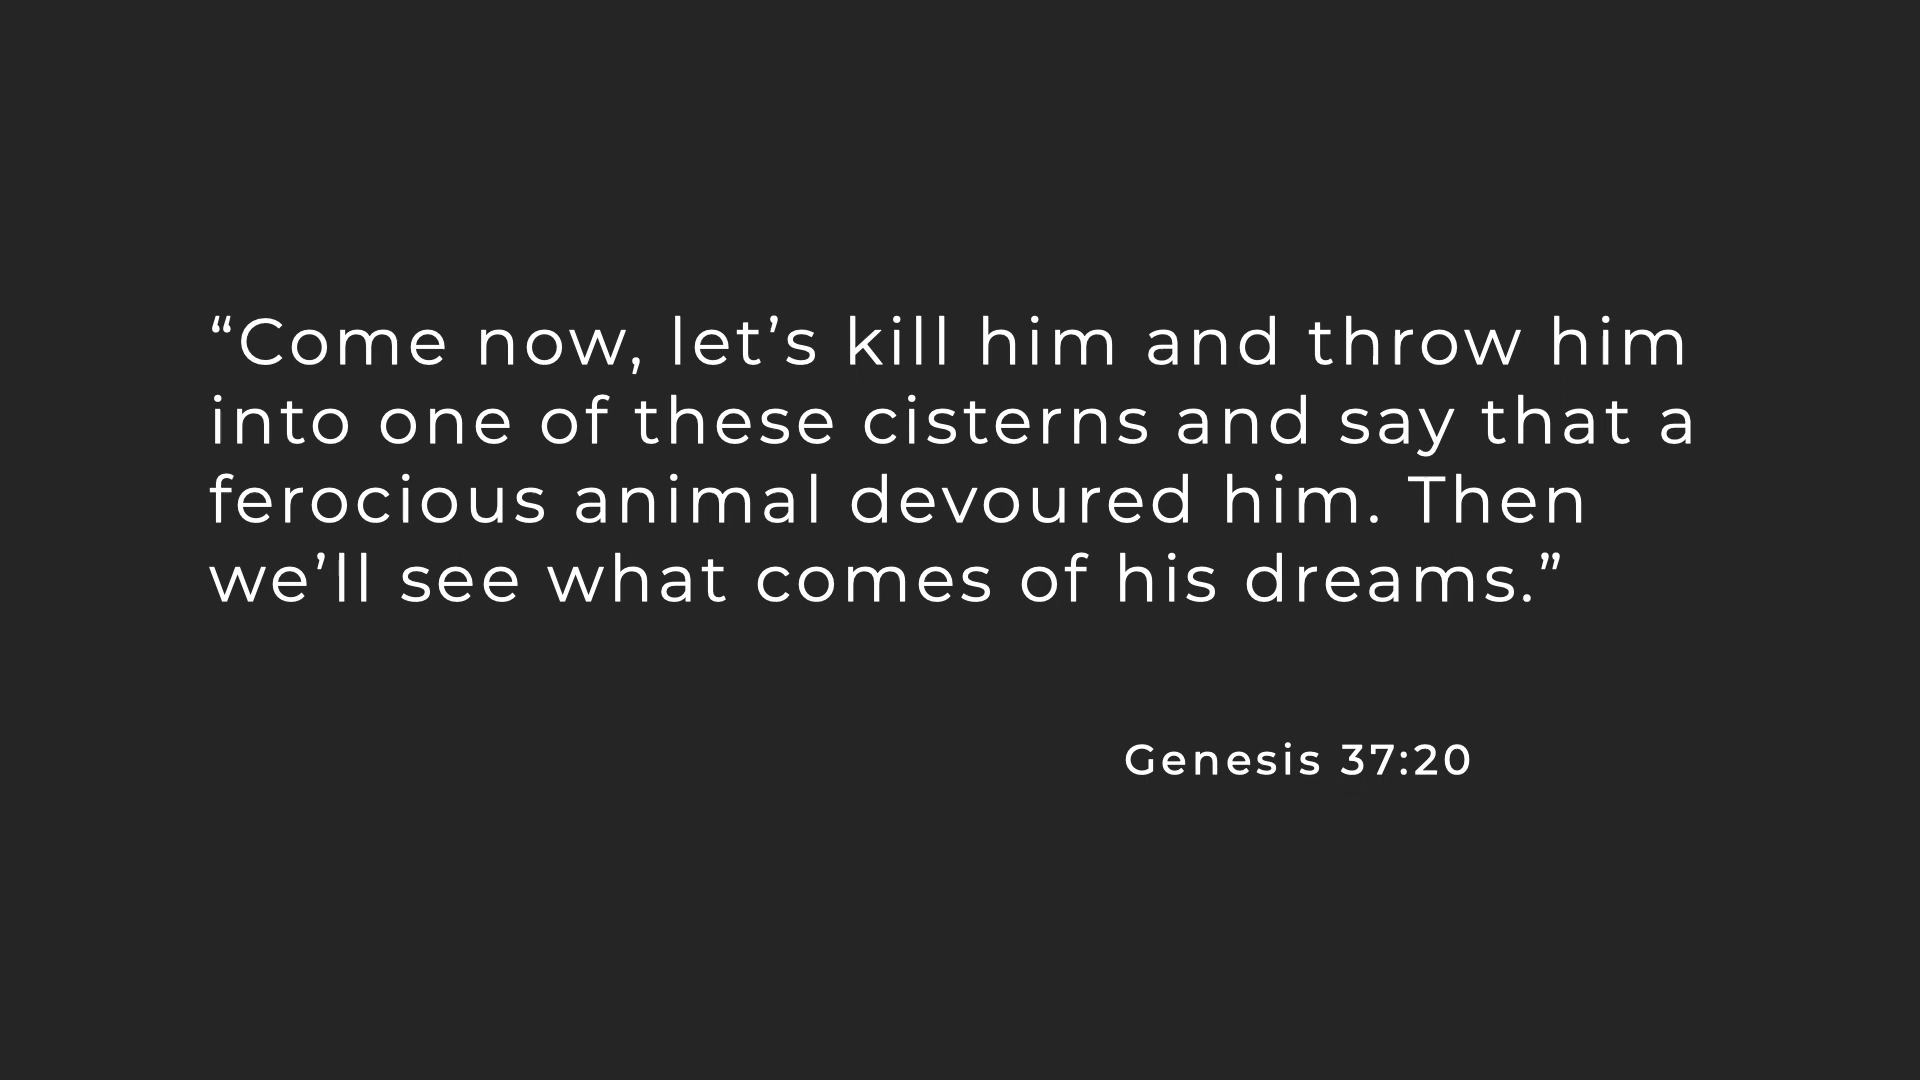 “Come now, let’s kill him and throw him
into one of these cisterns and say that a
ferocious animal devoured him. Then
we’ll see what comes of his dreams.”
Genesis 37:20